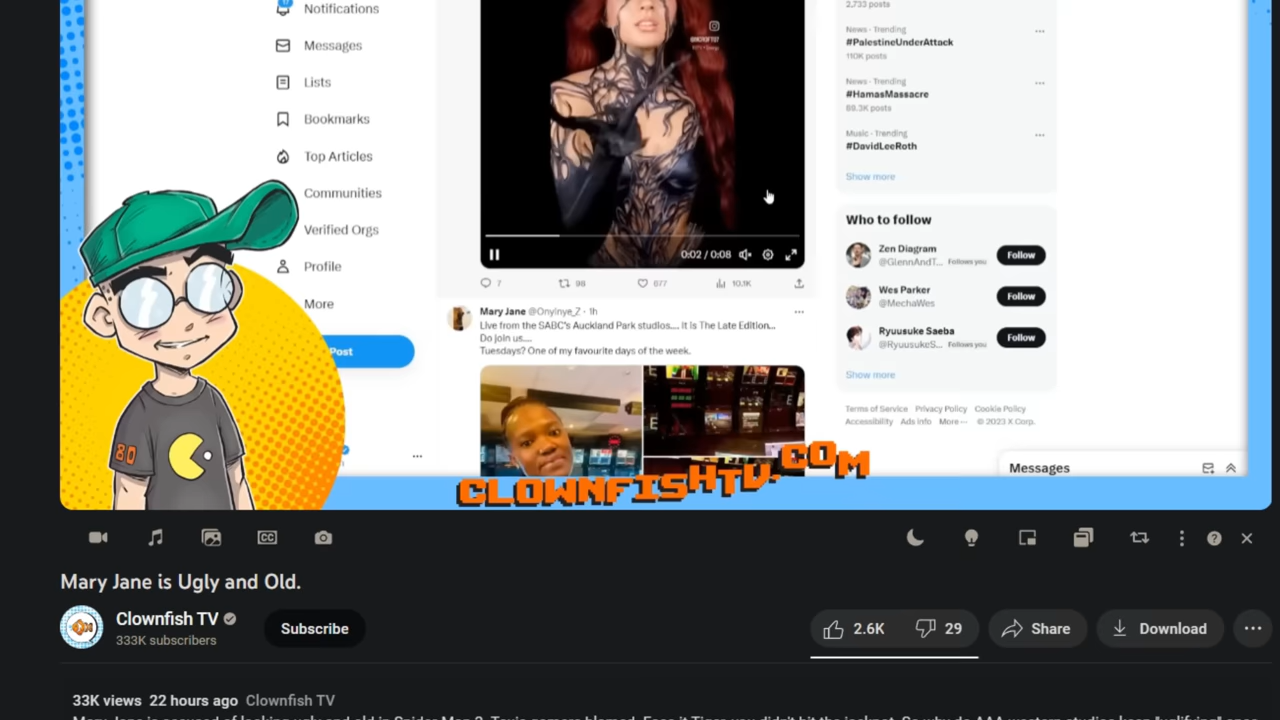 Notifications
Messages
Lists
Bookmarks
Top Articles
Communities
Verified Orgs
Profile
More
Post
0:02 / 0:08
7
98
677
10.9K
Mary Jane @Onyinye_Z · 1h
Live from the SABC's Auckland Park studios.... it is The Late Edition...
Do join us....
Tuesdays? One of my favourite days of the week.
2,733 posts
News · Trending
#PalestineUnderAttack
110K posts
News · Trending
#HamasMassacre
88.3K posts
Music · Trending
#DavidLeeRoth
Show more
Who to follow
Zen Diagram
@GlennAndT... Follows you
Follow
Wes Parker
@MechaWes
Follow
Ryuusuke Saeba
@RyuusukeS... Follows you
Follow
Show more
Terms of Service Privacy Policy Cookie Policy
Accessibility Ads info More ··· © 2023 X Corp.
Messages
80
CLOWNFISHTV.COM
CC
Mary Jane is Ugly and Old.
Clownfish TV
333K subscribers
Subscribe
2.6K
29
Share
Download
33K views 22 hours ago Clownfish TV